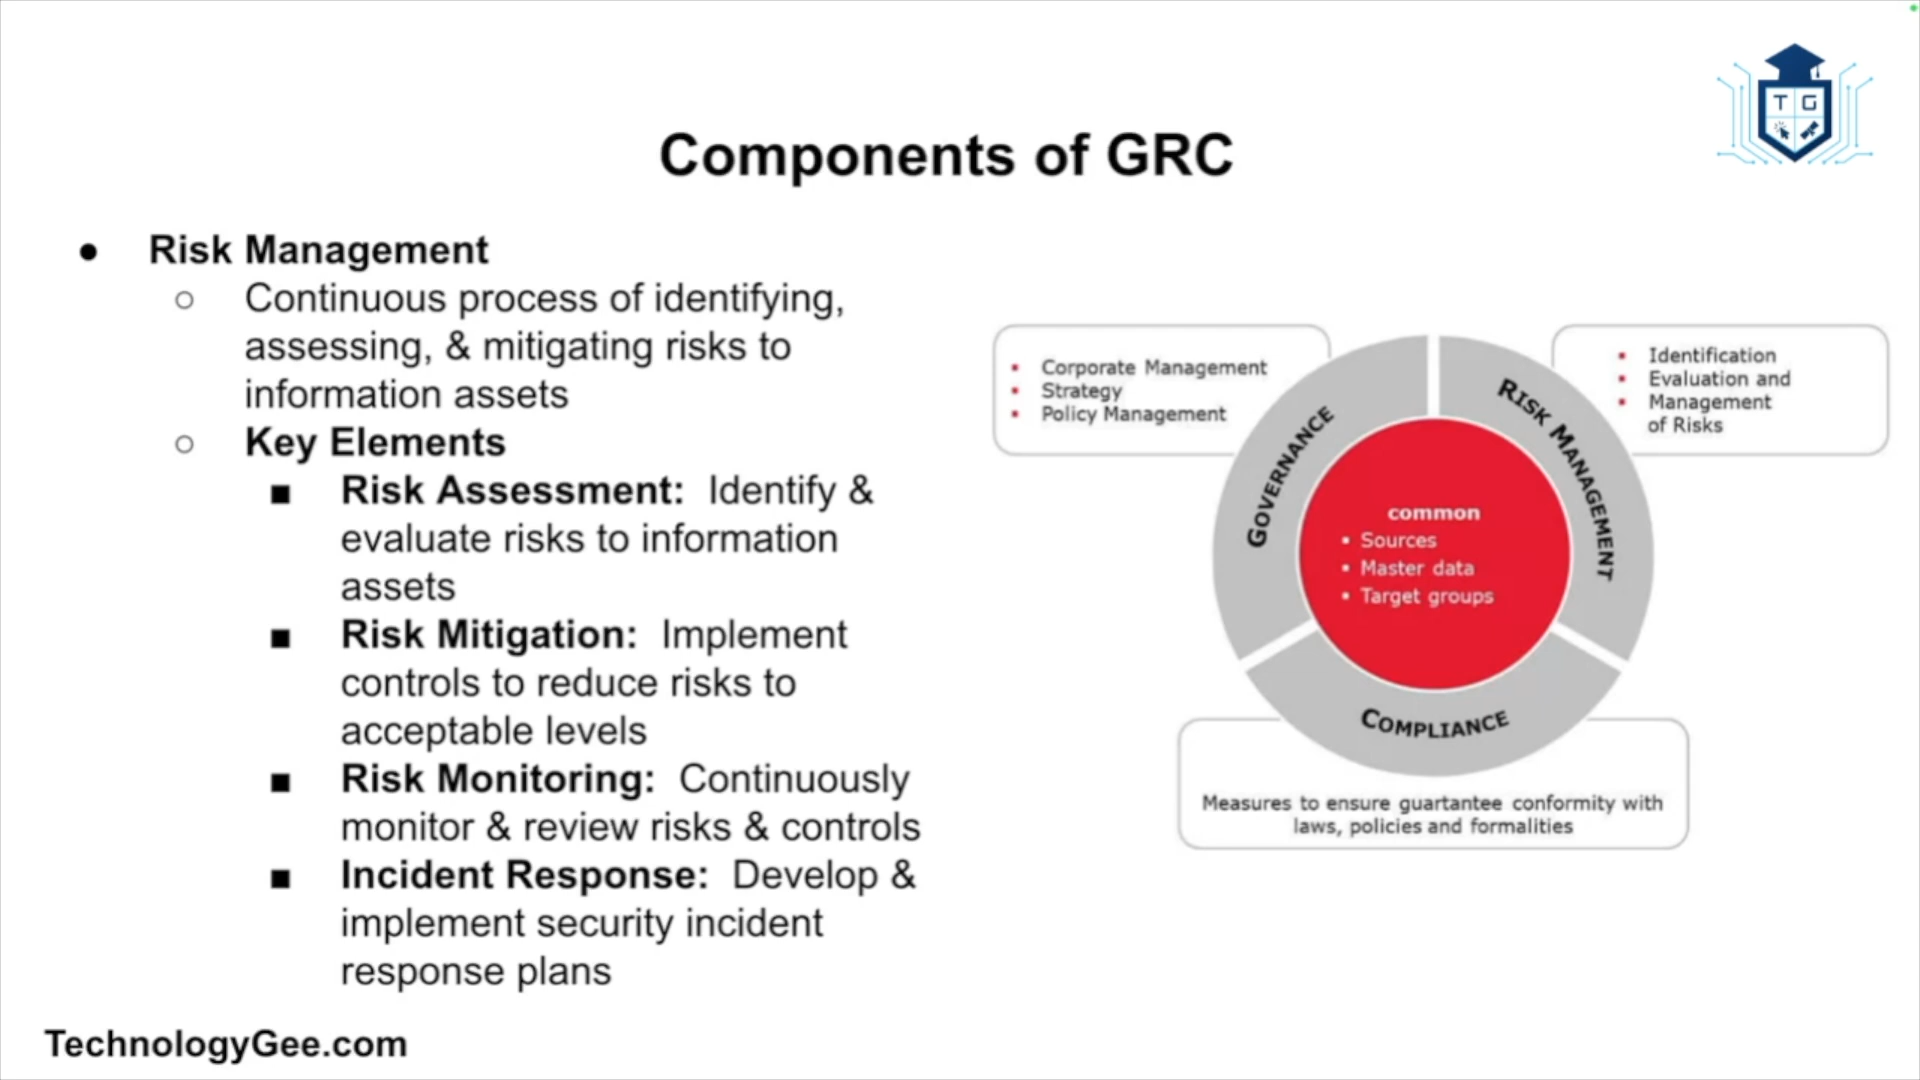 T G
Components of GRC
● Risk Management
○ Continuous process of identifying,
assessing, & mitigating risks to
information assets
○ Key Elements
■ Risk Assessment: Identify &
evaluate risks to information
assets
■ Risk Mitigation: Implement
controls to reduce risks to
acceptable levels
■ Risk Monitoring: Continuously
monitor & review risks & controls
■ Incident Response: Develop &
implement security incident
response plans
▪ Corporate Management
▪ Strategy
▪ Policy Management
▪ Identification
▪ Evaluation and
▪ Management
of Risks
GOVERNANCE
RISK MANAGEMENT
common
▪ Sources
▪ Master data
▪ Target groups
COMPLIANCE
Measures to ensure guartantee conformity with
laws, policies and formalities
TechnologyGee.com